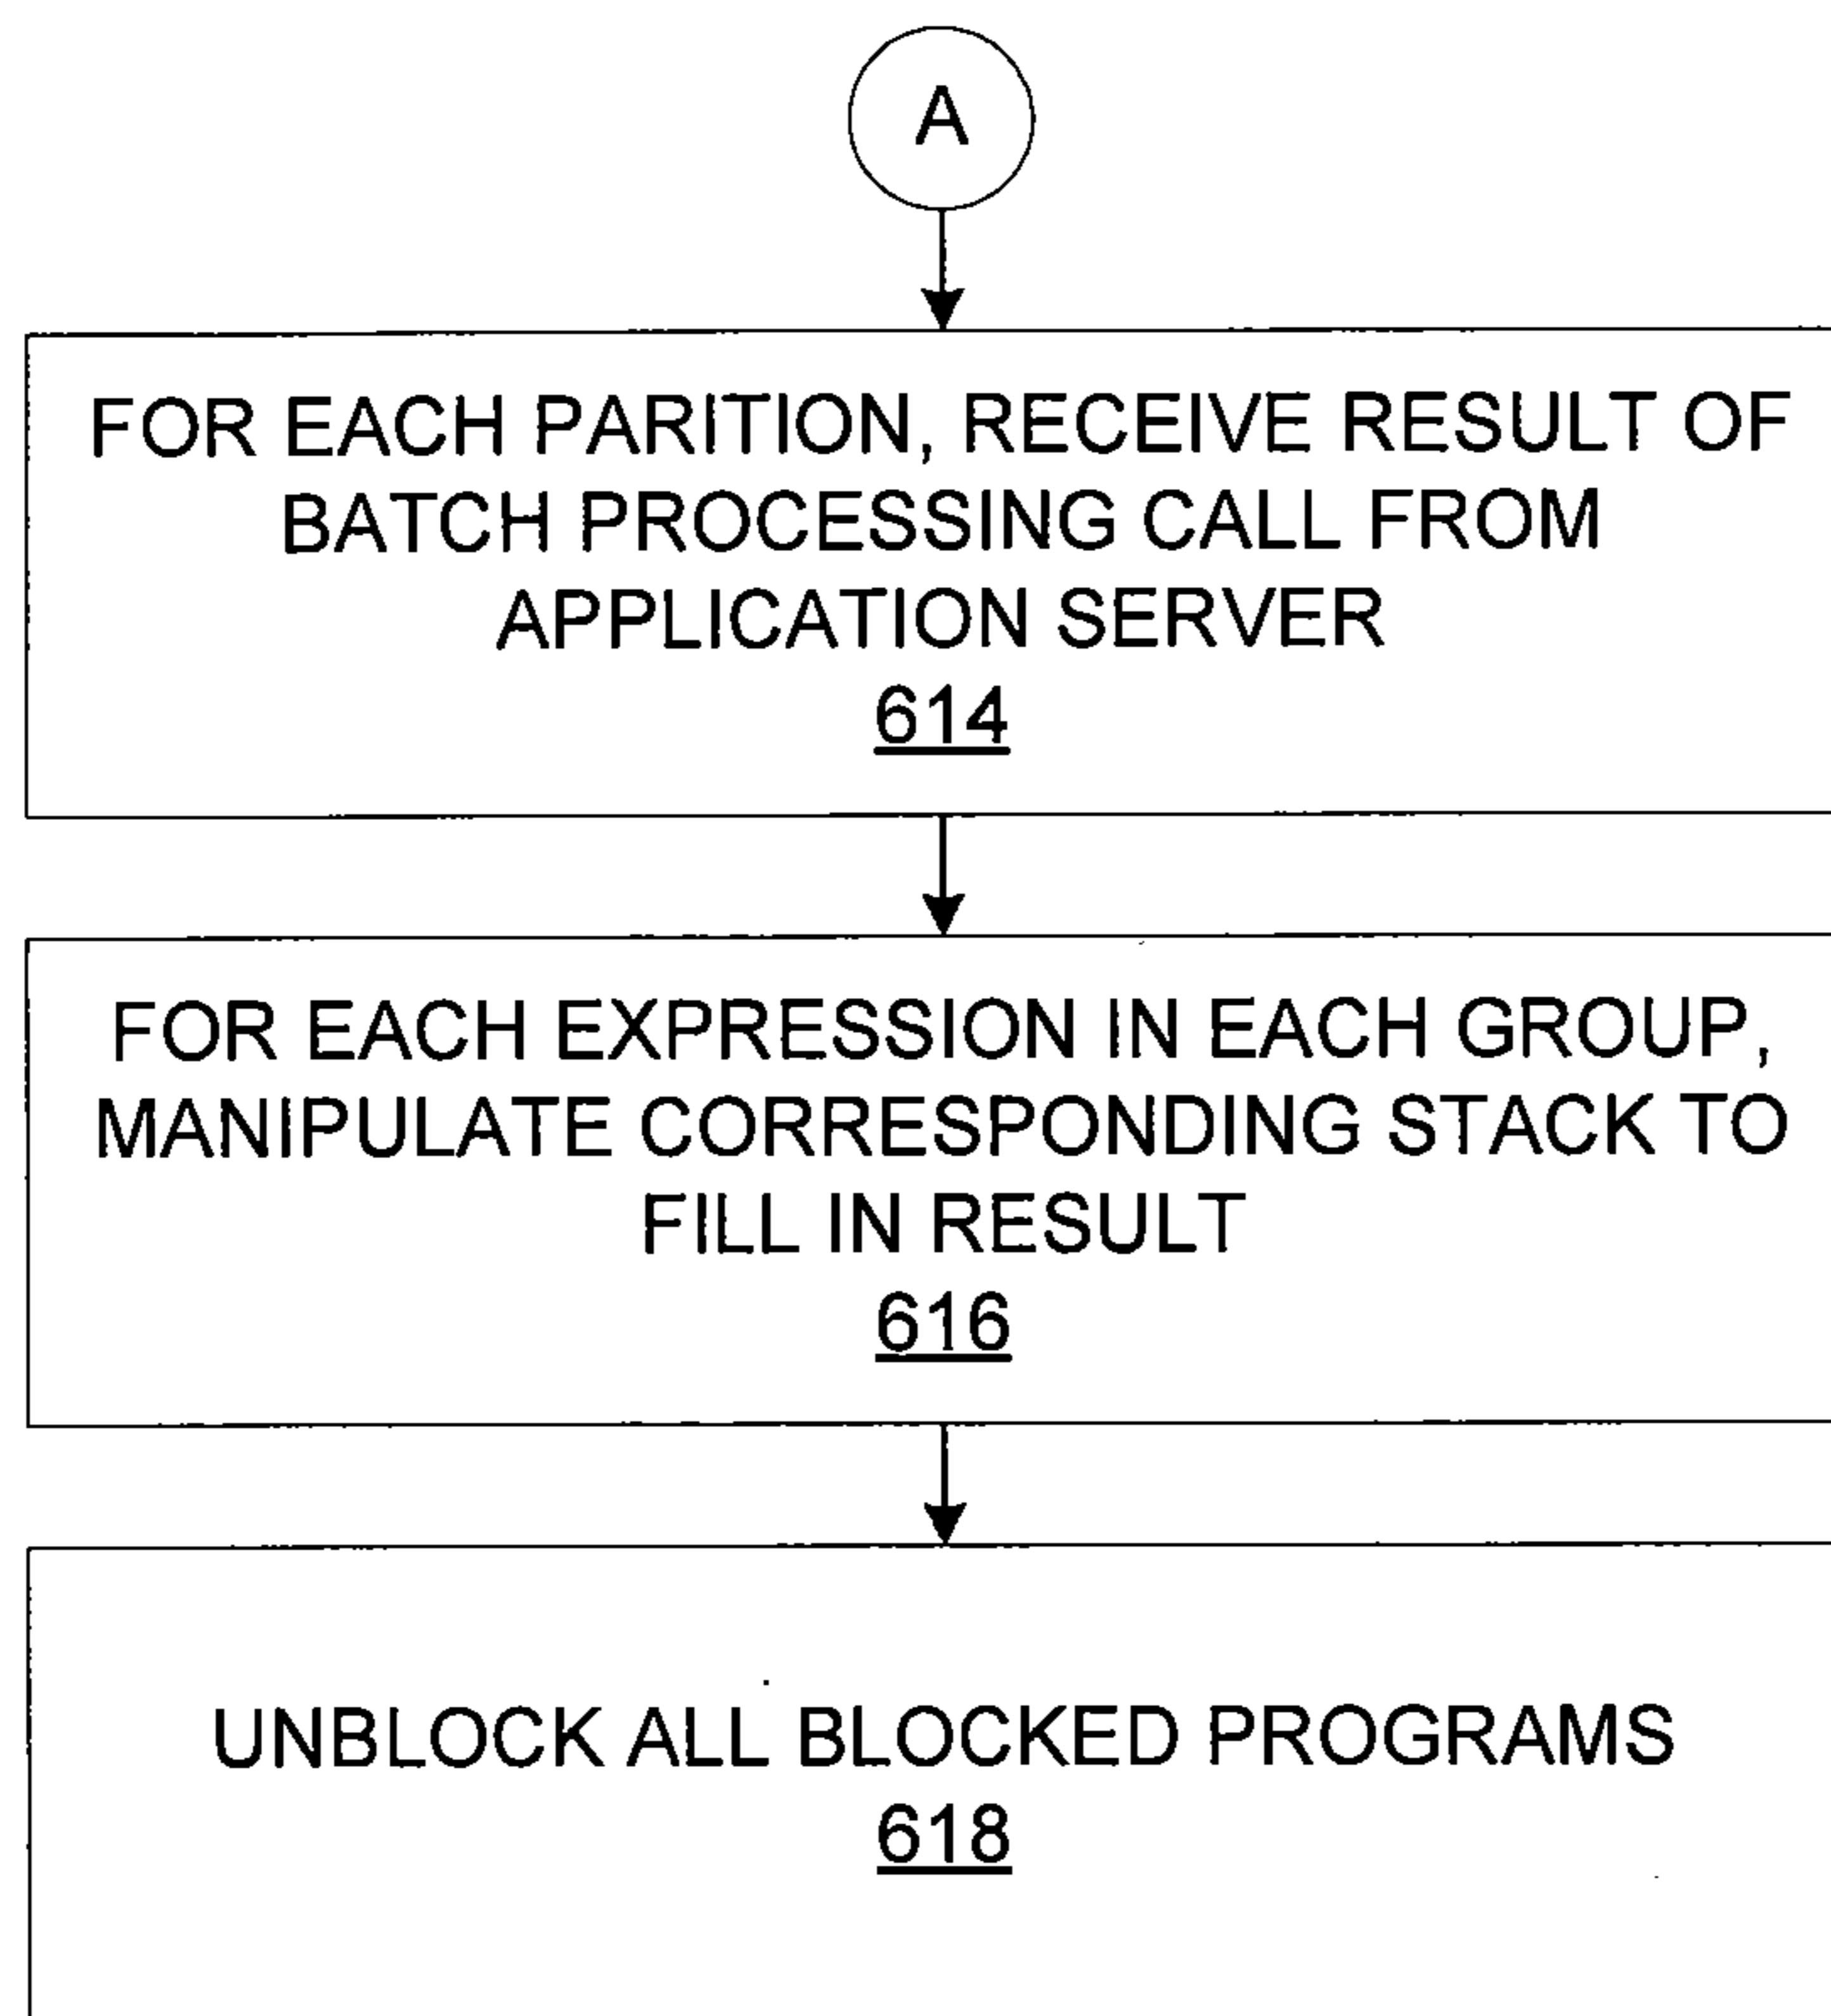 A
FOR EACH PARITION, RECEIVE RESULT OF
BATCH PROCESSING CALL FROM
APPLICATION SERVER
614
FOR EACH EXPRESSION IN EACH GROUP,
MANIPULATE CORRESPONDING STACK TO
FILL IN RESULT
616
UNBLOCK ALL BLOCKED PROGRAMS
618